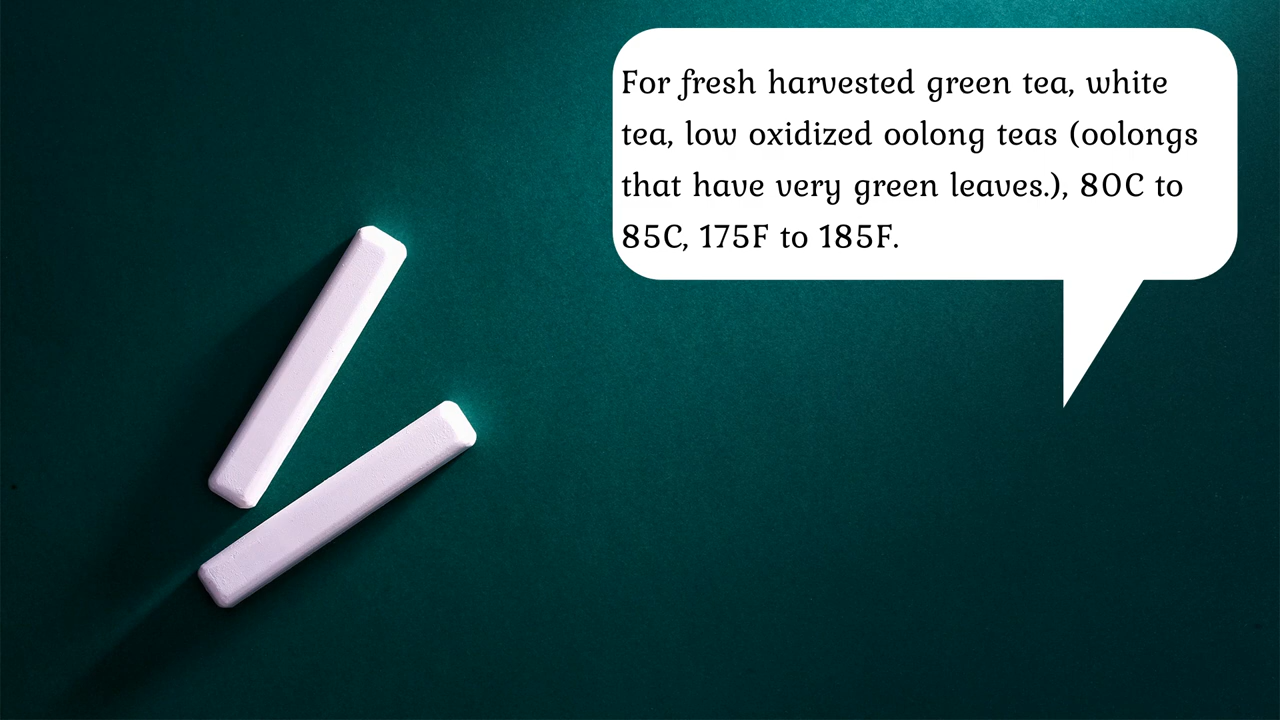 For fresh harvested green tea, white
tea, low oxidized oolong teas (oolongs
that have very green leaves.), 80C to
85C, 175F to 185F.